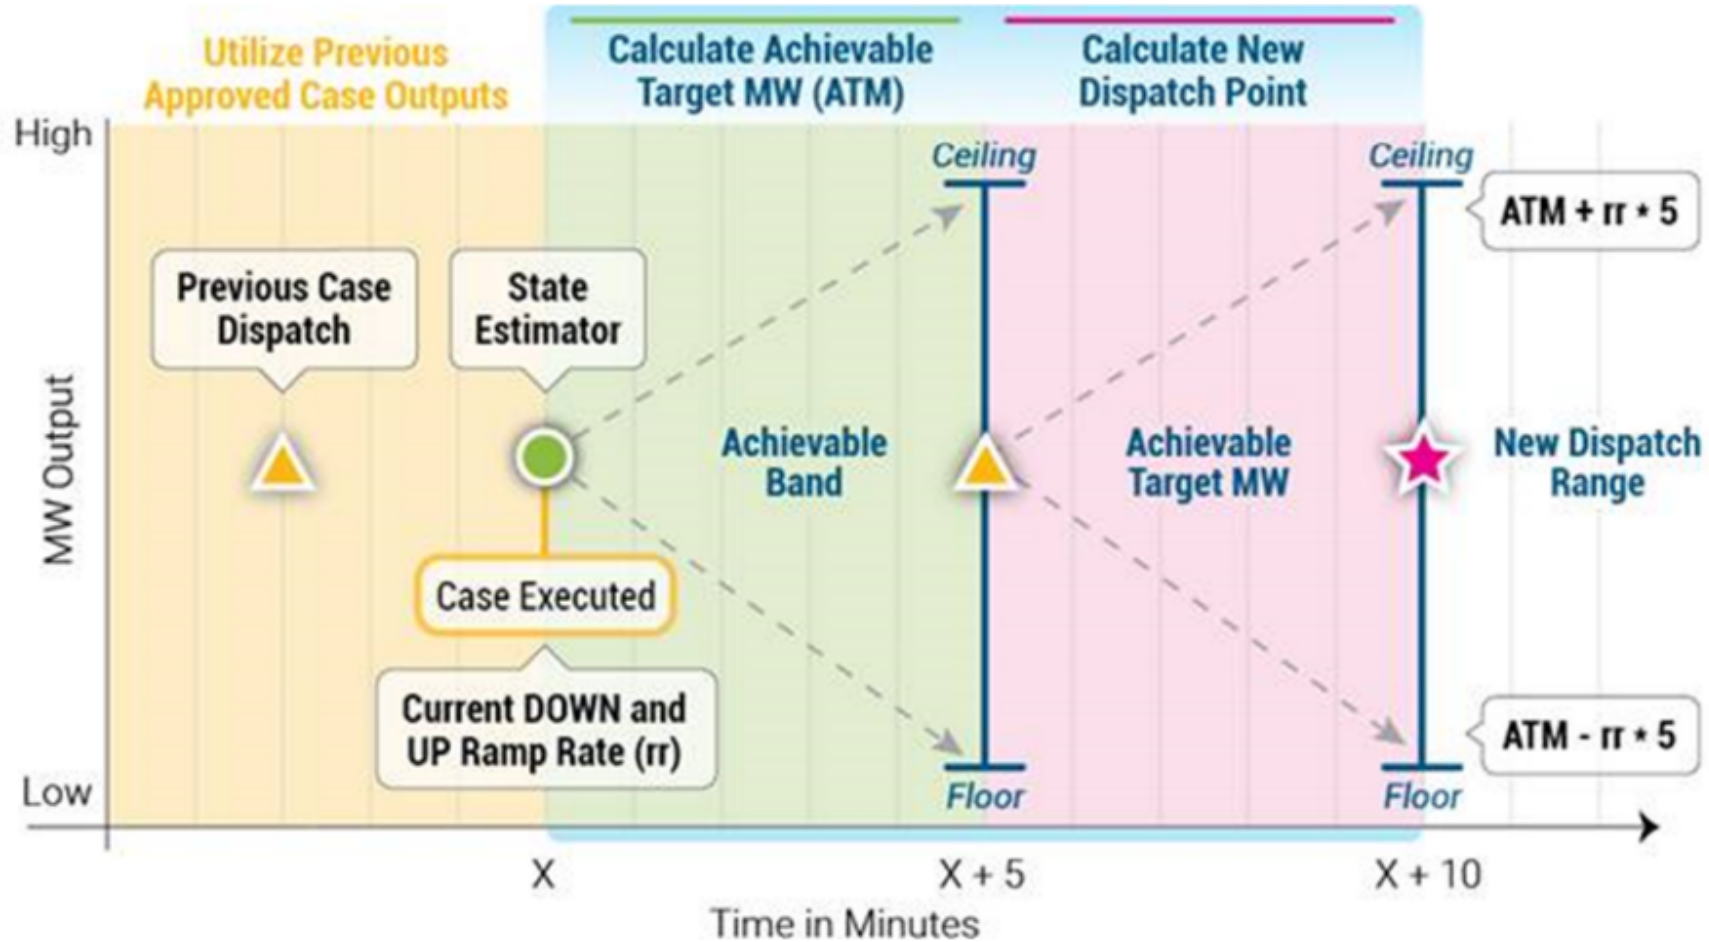 Utilize Previous
Approved Case Outputs
Calculate Achievable
Target MW (ATM)
Calculate New
Dispatch Point
High
Ceiling
Ceiling
ATM + rr * 5
Previous Case
Dispatch
State
Estimator
MW Output
Achievable
Band
Achievable
Target MW
New Dispatch
Range
Case Executed
Current DOWN and
UP Ramp Rate (rr)
ATM - rr * 5
Low
Floor
Floor
X
X + 5
X + 10
Time in Minutes